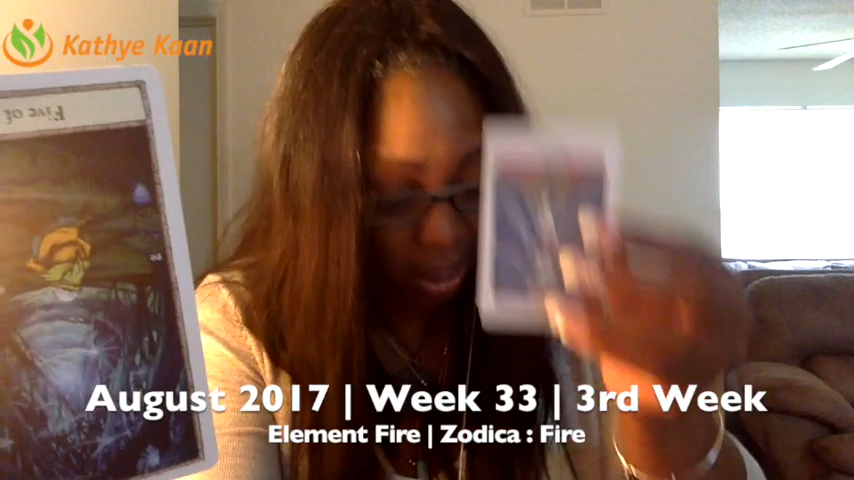 Kathye Kaan
Five of
August 2017 | Week 33 | 3rd Week
Element Fire | Zodica : Fire